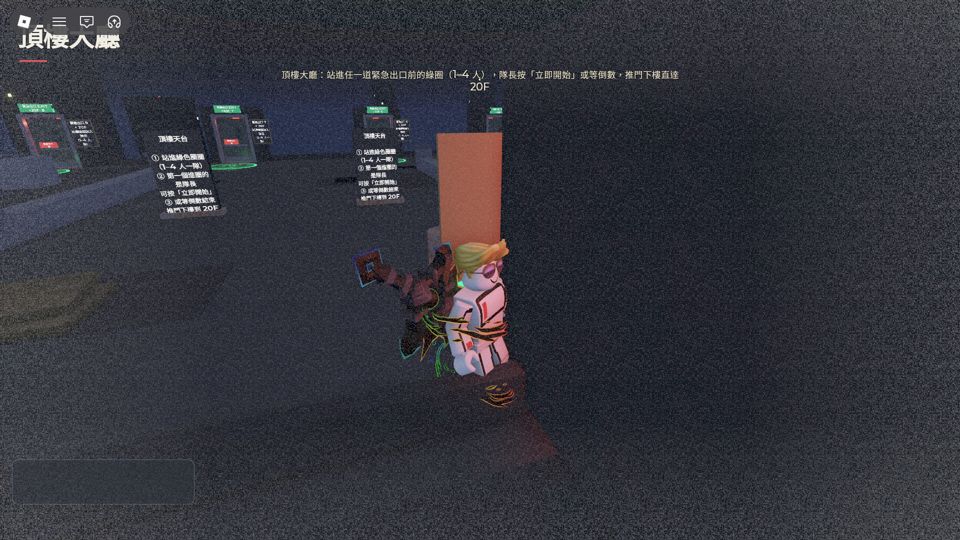 頂樓大廳
頂樓大廳：站進任一道緊急出口前的綠圈（1–4 人），隊長按「立即開始」或等倒數，推門下樓直達
20F
頂樓天台
① 站進綠色圈圈
（1–4 人一隊）
② 第一個進圈的
是隊長
可按「立即開始」
③ 或等倒數結束
推門下樓到 20F
頂樓天台
① 站進綠色圈圈
（1–4 人一隊）
② 第一個進圈的
是隊長
可按「立即開始」
③ 或等倒數結束
推門下樓到 20F